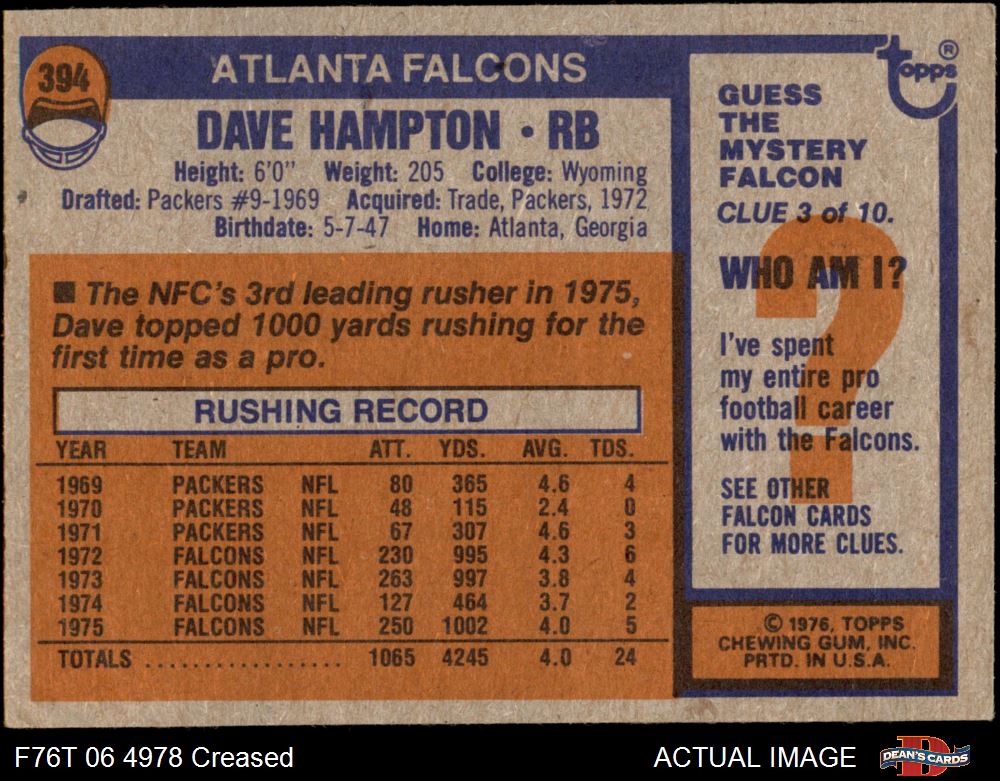 394
ATLANTA FALCONS
DAVE HAMPTON • RB
Height: 6'0" Weight: 205 College: Wyoming
Drafted: Packers #9-1969 Acquired: Trade, Packers, 1972
Birthdate: 5-7-47 Home: Atlanta, Georgia
■ The NFC's 3rd leading rusher in 1975,
Dave topped 1000 yards rushing for the
first time as a pro.
RUSHING RECORD
YEAR TEAM ATT. YDS. AVG. TDS.
1969 PACKERS NFL 80 365 4.6 4
1970 PACKERS NFL 48 115 2.4 0
1971 PACKERS NFL 67 307 4.6 3
1972 FALCONS NFL 230 995 4.3 6
1973 FALCONS NFL 263 997 3.8 4
1974 FALCONS NFL 127 464 3.7 2
1975 FALCONS NFL 250 1002 4.0 5
TOTALS ................. 1065 4245 4.0 24
topps ®
GUESS
THE
MYSTERY
FALCON
CLUE 3 of 10.
WHO AM I?
I've spent
my entire pro
football career
with the Falcons.
SEE OTHER
FALCON CARDS
FOR MORE CLUES.
© 1976, TOPPS
CHEWING GUM, INC.
PRTD. IN U.S.A.
F76T 06 4978 Creased
ACTUAL IMAGE
D
DEAN'S CARDS